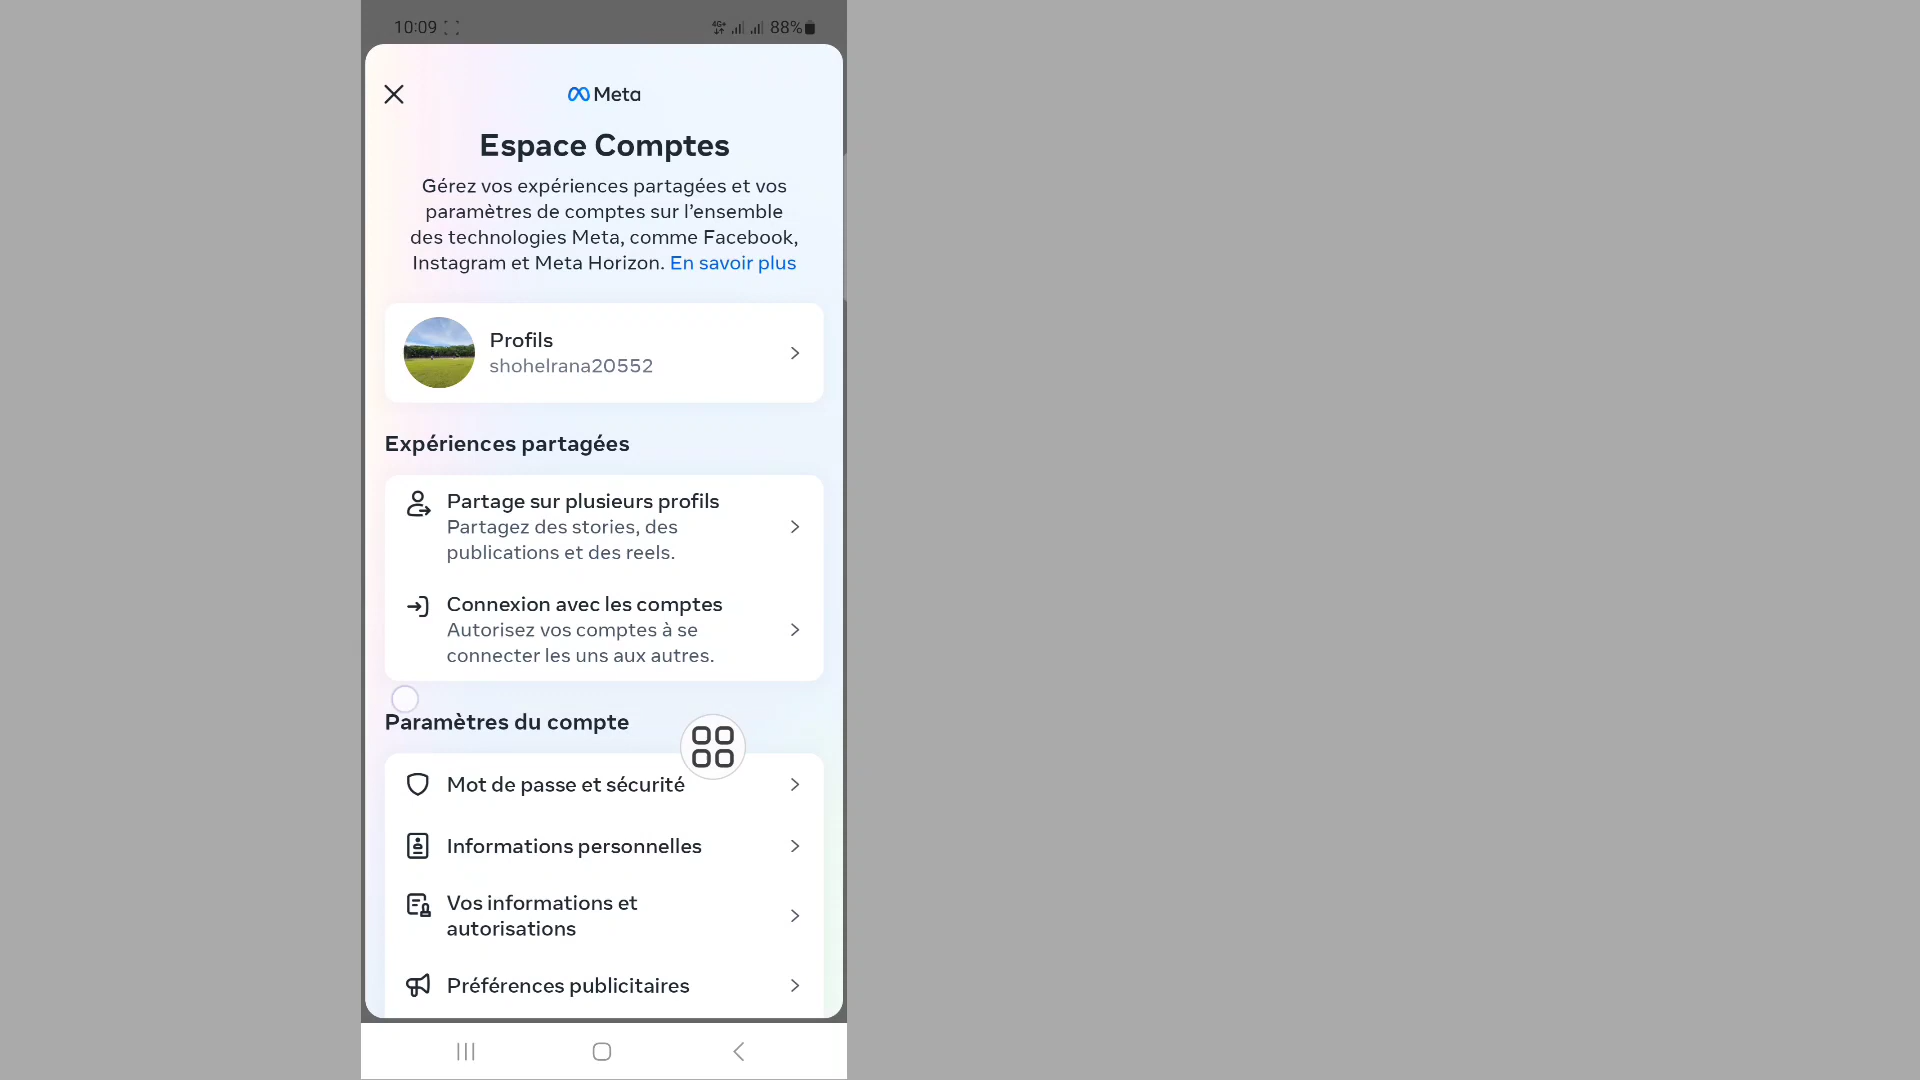 10:09
4G+ 88%
Meta
Espace Comptes
Gérez vos expériences partagées et vos
paramètres de comptes sur l’ensemble
des technologies Meta, comme Facebook,
Instagram et Meta Horizon. En savoir plus
Profils
shohelrana20552
Expériences partagées
Partage sur plusieurs profils
Partagez des stories, des
publications et des reels.
Connexion avec les comptes
Autorisez vos comptes à se
connecter les uns aux autres.
Paramètres du compte
Mot de passe et sécurité
Informations personnelles
Vos informations et
autorisations
Préférences publicitaires